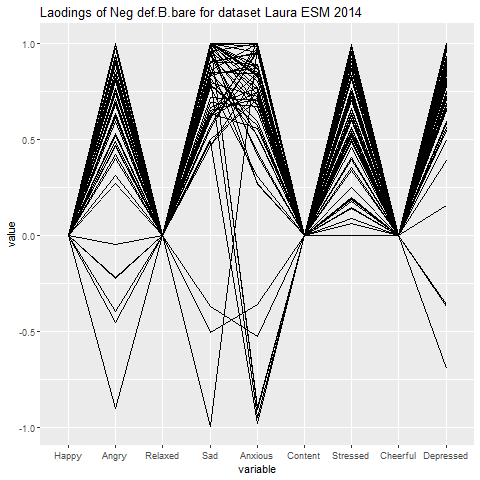 Laodings of Neg def.B.bare for dataset Laura ESM 2014
value
1.0
0.5
0.0
-0.5
-1.0
Happy Angry Relaxed Sad Anxious Content Stressed Cheerful Depressed
variable